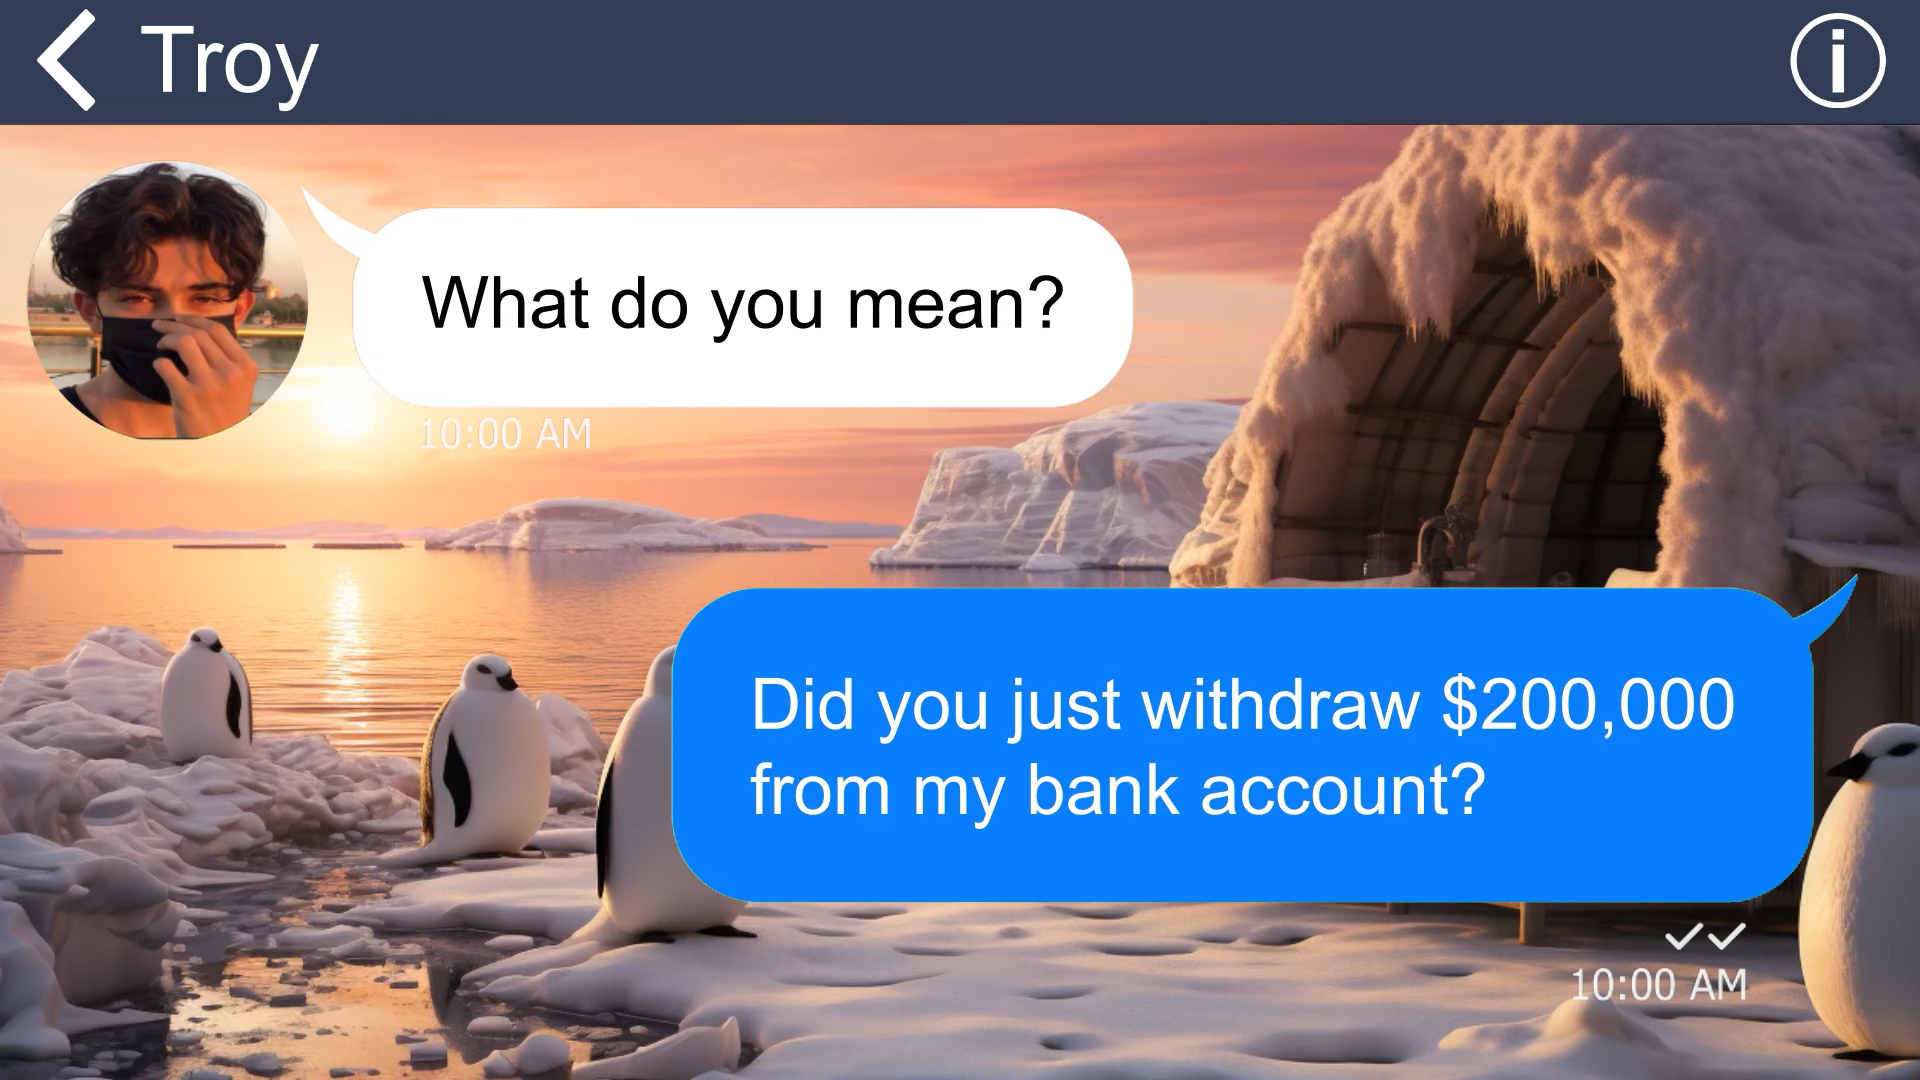 Troy
What do you mean?
10:00 AM
Did you just withdraw $200,000
from my bank account?
10:00 AM